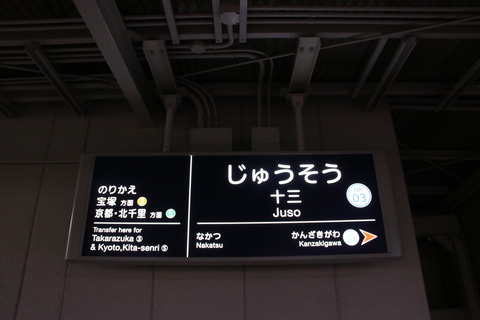 のりかえ
宝塚 方面
京都・北千里 方面
Transfer here for
Takarazuka ③
& Kyoto,Kita-senri ⑤
じゅうそう
十三
Juso
03
なかつ
Nakatsu
かんざきがわ
Kanzakigawa